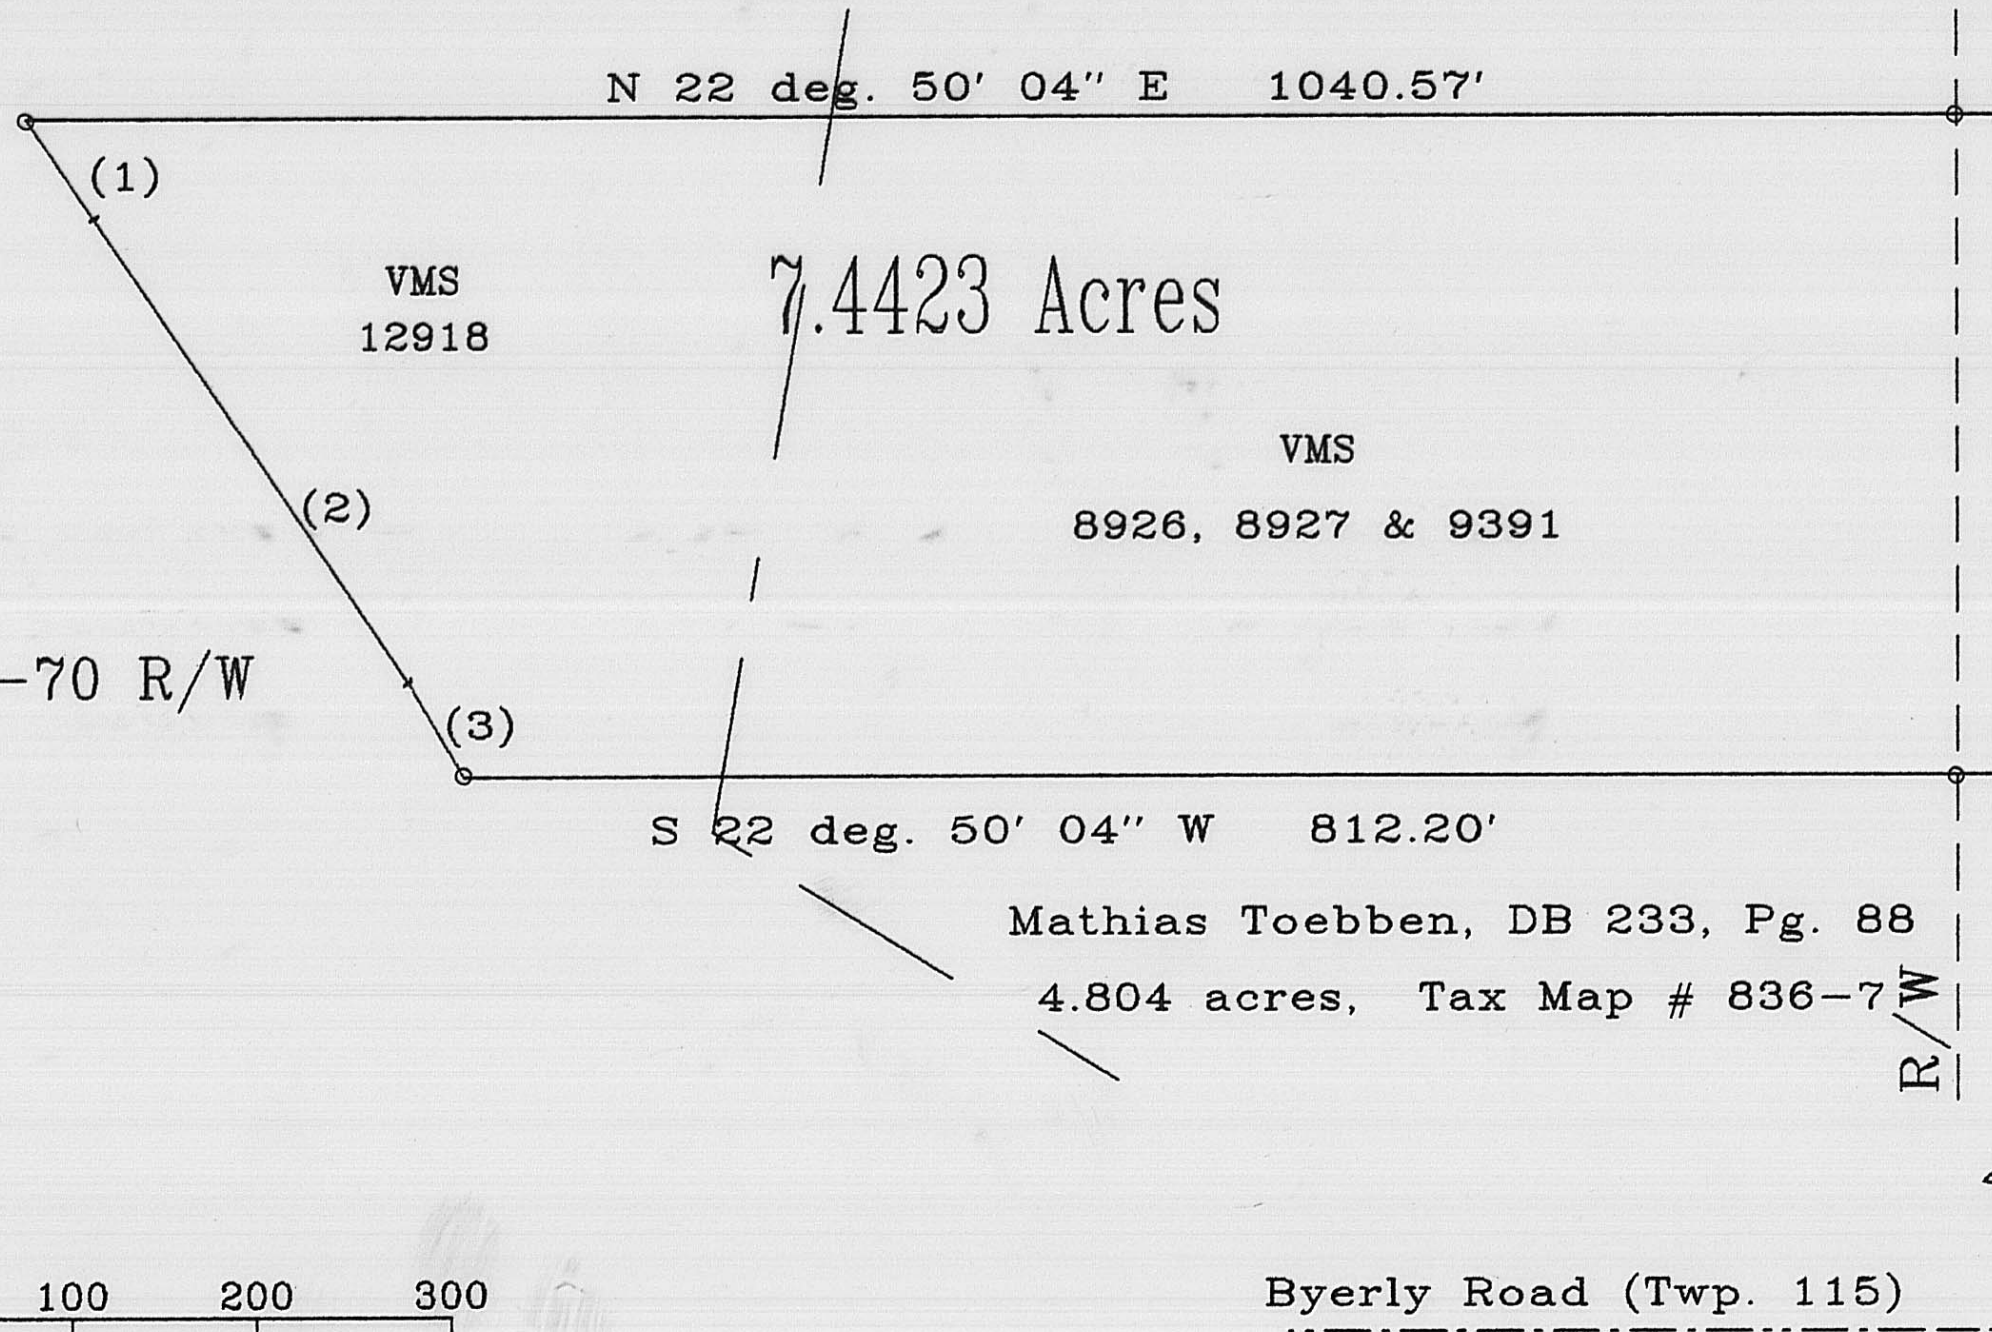 N 22 deg. 50' 04" E 1040.57'
(1)
VMS
12918
7.4423 Acres
(2)
VMS
8926, 8927 & 9391
-70 R/W
(3)
S 22 deg. 50' 04" W 812.20'
Mathias Toebben, DB 233, Pg. 88
4.804 acres, Tax Map # 836-7
R/W
100 200 300
Byerly Road (Twp. 115)